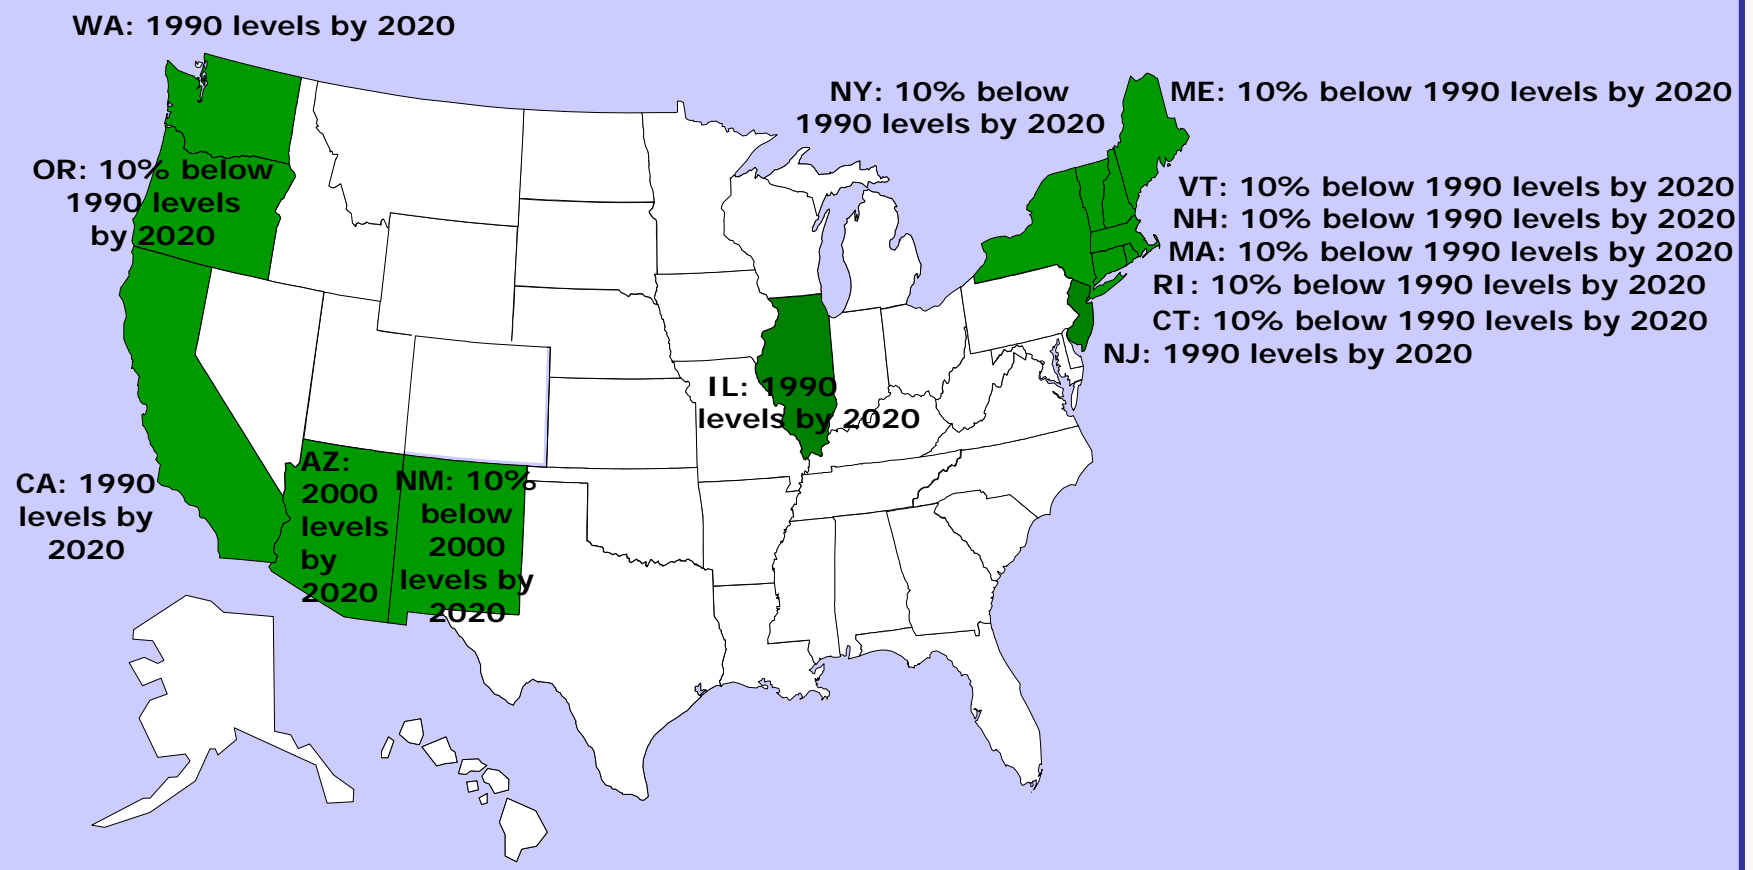 WA: 1990 levels by 2020
NY: 10% below
1990 levels by 2020
ME: 10% below 1990 levels by 2020
OR: 10% below
1990 levels
by 2020
VT: 10% below 1990 levels by 2020
NH: 10% below 1990 levels by 2020
MA: 10% below 1990 levels by 2020
RI: 10% below 1990 levels by 2020
CT: 10% below 1990 levels by 2020
NJ: 1990 levels by 2020
IL: 1990
levels by 2020
CA: 1990
levels by
2020
AZ:
2000
levels
by
2020
NM: 10%
below
2000
levels by
2020